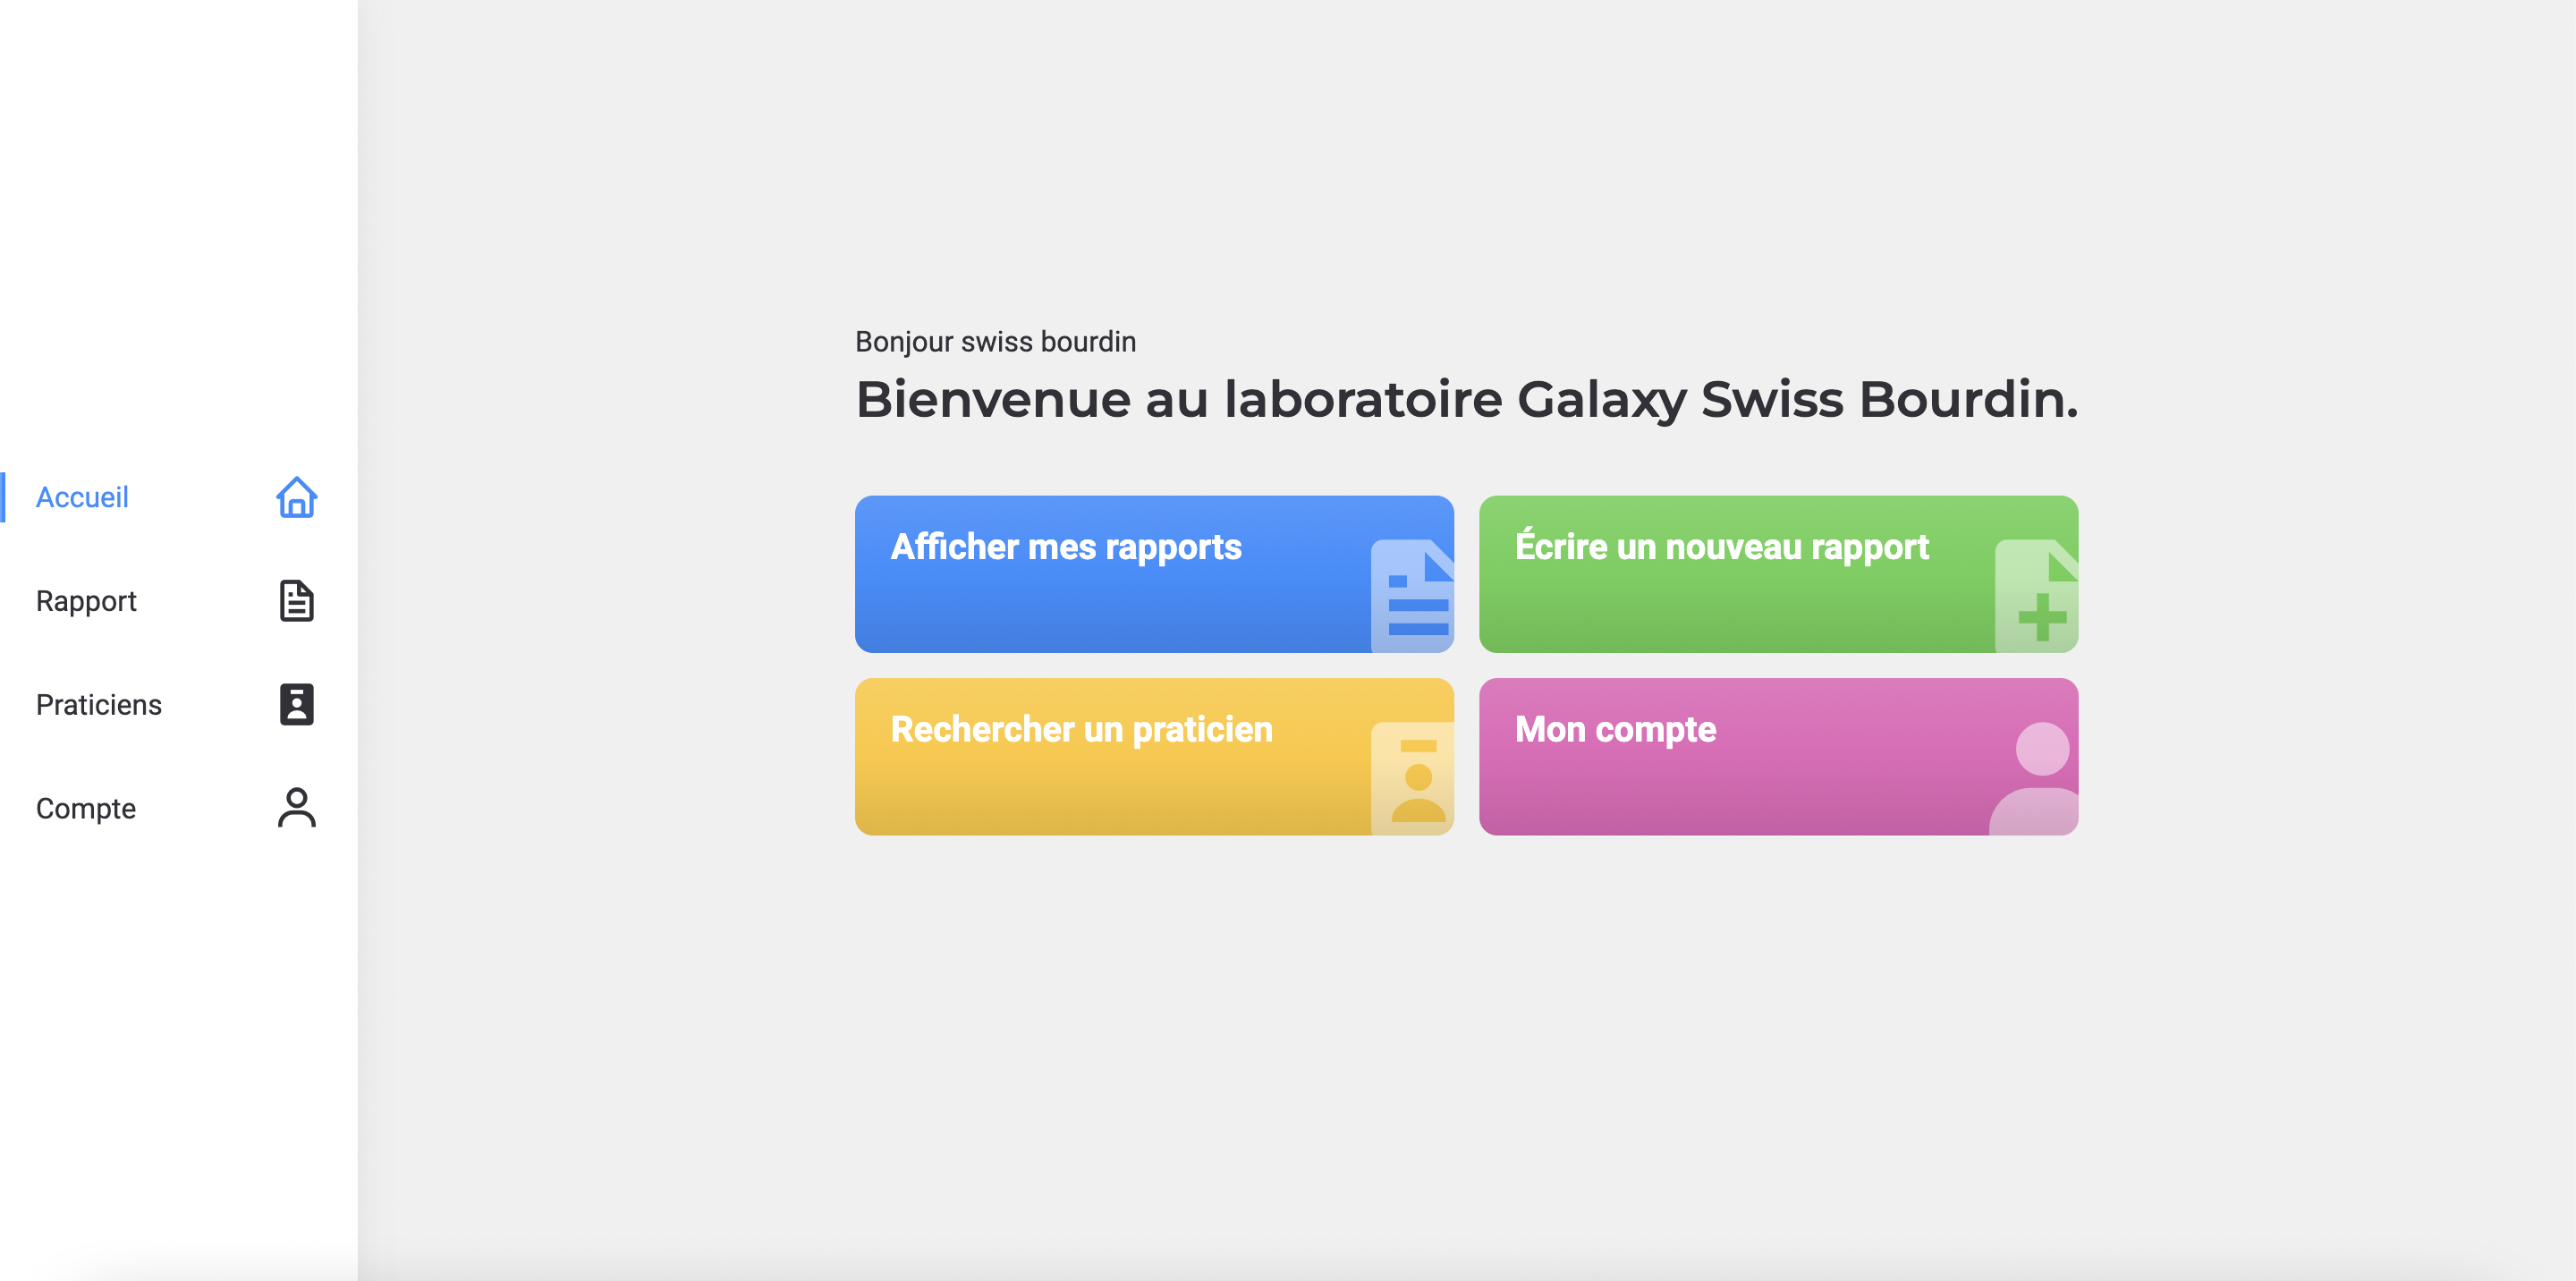 Accueil
Rapport
Praticiens
Compte
Bonjour swiss bourdin
Bienvenue au laboratoire Galaxy Swiss Bourdin.
Afficher mes rapports
Écrire un nouveau rapport
Rechercher un praticien
Mon compte